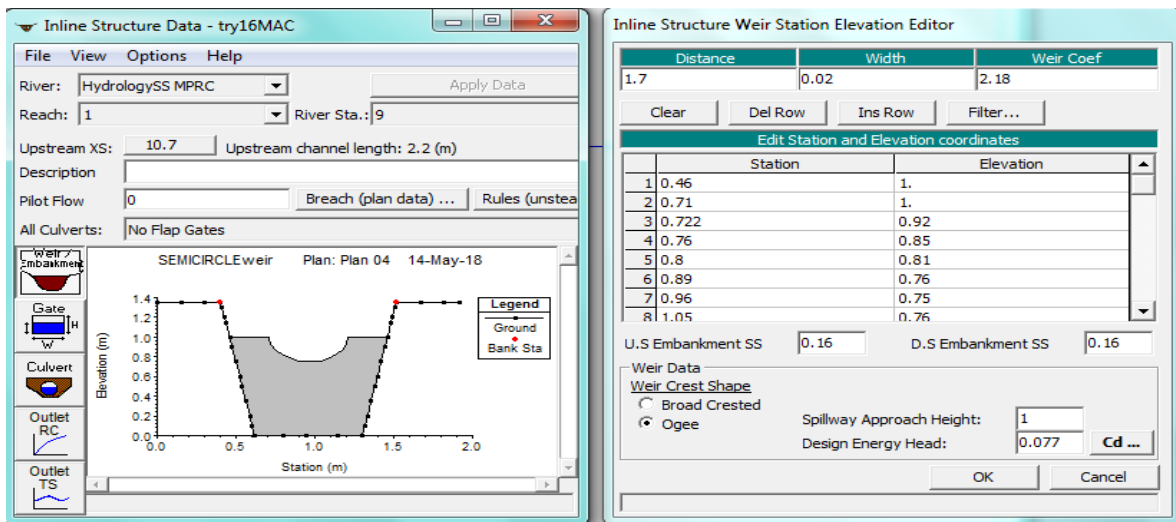 Inline Structure Data - try16MAC
File View Options Help
River: HydrologySS MPRC Apply Data
Reach: 1 River Sta.: 9
Upstream XS: 10.7 Upstream channel length: 2.2 (m)
Description
Pilot Flow 0 Breach (plan data) ... Rules (unstea
All Culverts: No Flap Gates
Weir/
Embankment
Gate
H
W
Culvert
Outlet
RC
Outlet
TS
SEMICIRCLEweir Plan: Plan 04 14-May-18
Elevation (m)
1.4
1.2
1.0
0.8
0.6
0.4
0.2
0.0
0.0 0.5 1.0 1.5 2.0
Station (m)
Legend
Ground
Bank Sta
Inline Structure Weir Station Elevation Editor
Distance Width Weir Coef
1.7 0.02 2.18
Clear Del Row Ins Row Filter...
Edit Station and Elevation coordinates
Station Elevation
1 0.46 1.
2 0.71 1.
3 0.722 0.92
4 0.76 0.85
5 0.8 0.81
6 0.89 0.76
7 0.96 0.75
8 1.05 0.76
U.S Embankment SS 0.16 D.S Embankment SS 0.16
Weir Data
Weir Crest Shape
Broad Crested
Ogee
Spillway Approach Height: 1
Design Energy Head: 0.077 Cd ...
OK Cancel